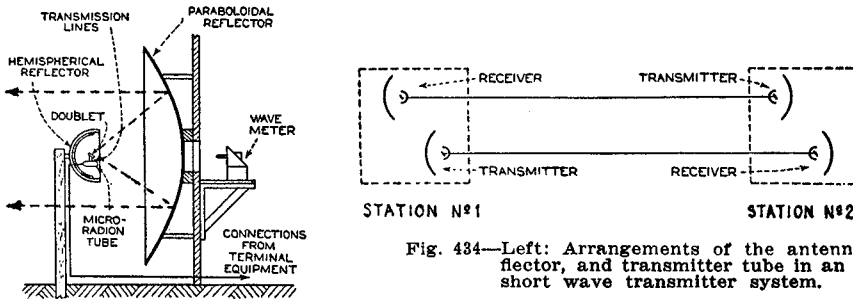 TRANSMISSION
LINES
PARABOLOIDAL
REFLECTOR
HEMISPHERICAL
REFLECTOR
DOUBLET
WAVE
METER
MICRO-
RADION
TUBE
CONNECTIONS
FROM
TERMINAL
EQUIPMENT
RECEIVER
TRANSMITTER
TRANSMITTER
RECEIVER
STATION Nº1
STATION Nº2
Fig. 434—Left: Arrangements of the antenn
flector, and transmitter tube in an
short wave transmitter system.